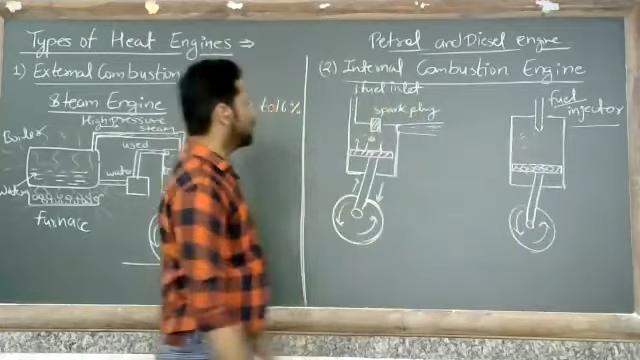 Types of Heat Engines ⇒
1) External Combustion
Steam Engine
High pressure
steam
Boider
used
water
water
furnace
to 16%
Petrol and Diesel engine
(2) Internal Combustion Engine
fuel inlet
spark plug
fuel
injector